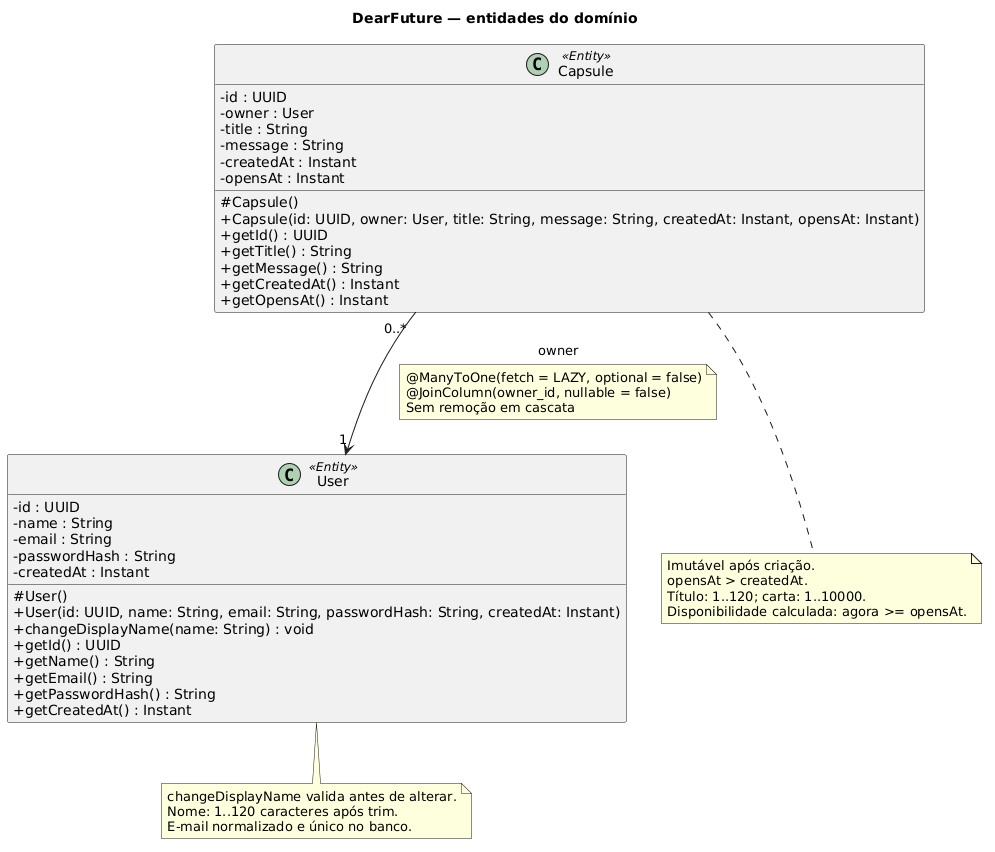 DearFuture — entidades do domínio
C
«Entity»
Capsule
-id : UUID
-owner : User
-title : String
-message : String
-createdAt : Instant
-opensAt : Instant
#Capsule()
+Capsule(id: UUID, owner: User, title: String, message: String, createdAt: Instant, opensAt: Instant)
+getId() : UUID
+getTitle() : String
+getMessage() : String
+getCreatedAt() : Instant
+getOpensAt() : Instant
0..*
owner
@ManyToOne(fetch = LAZY, optional = false)
@JoinColumn(owner_id, nullable = false)
Sem remoção em cascata
1
C
«Entity»
User
-id : UUID
-name : String
-email : String
-passwordHash : String
-createdAt : Instant
#User()
+User(id: UUID, name: String, email: String, passwordHash: String, createdAt: Instant)
+changeDisplayName(name: String) : void
+getId() : UUID
+getName() : String
+getEmail() : String
+getPasswordHash() : String
+getCreatedAt() : Instant
Imutável após criação.
opensAt > createdAt.
Título: 1..120; carta: 1..10000.
Disponibilidade calculada: agora >= opensAt.
changeDisplayName valida antes de alterar.
Nome: 1..120 caracteres após trim.
E-mail normalizado e único no banco.